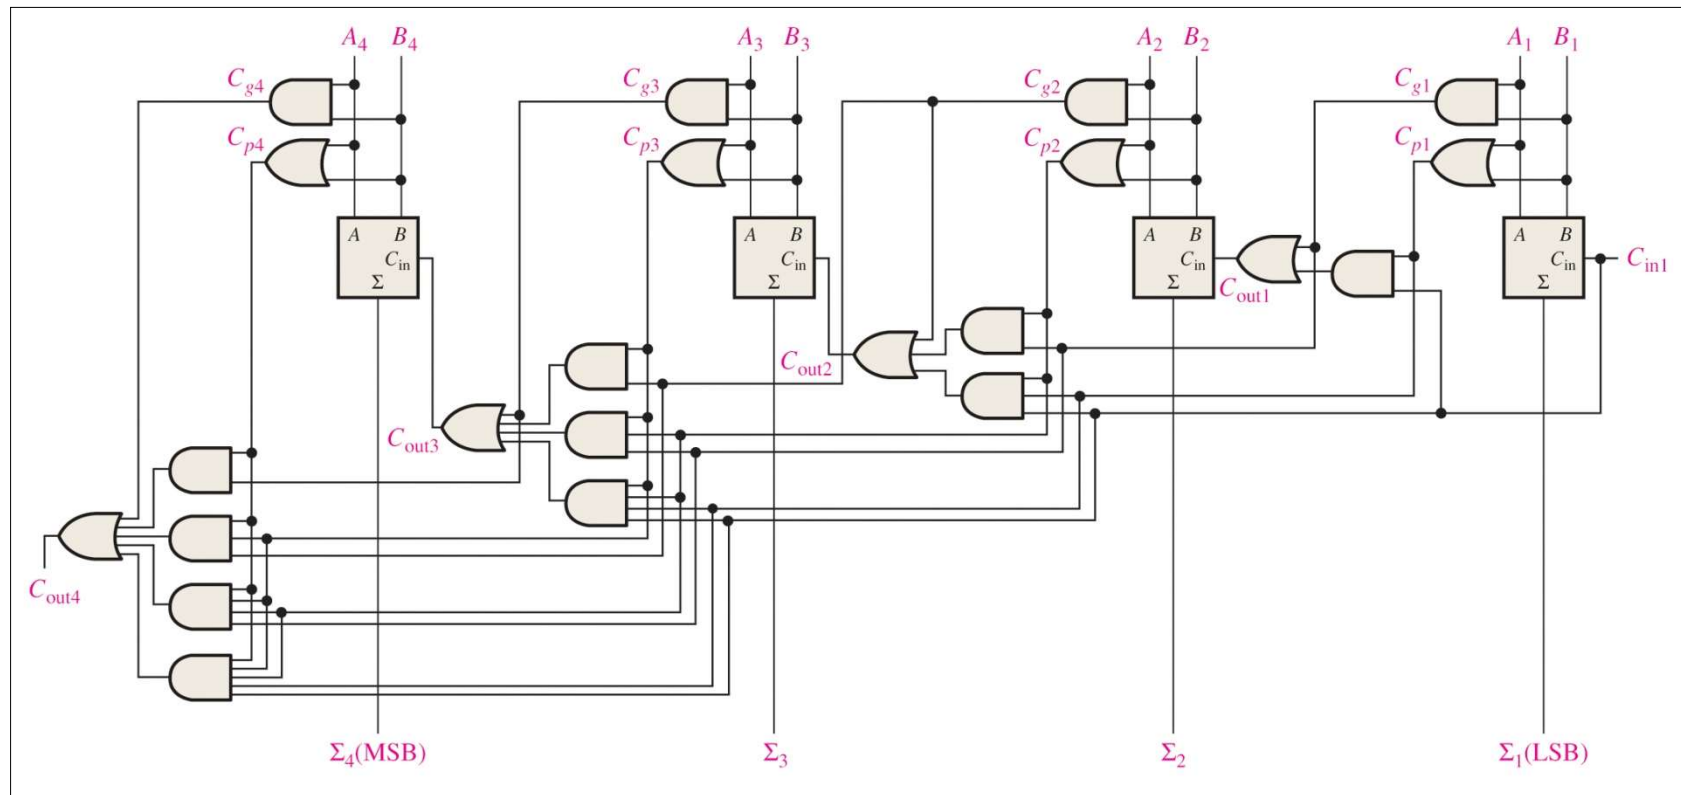 A4 B4 A3 B3 A2 B2 A1 B1
Cg4 Cg3 Cg2 Cg1
Cp4 Cp3 Cp2 Cp1
A B A B A B A B
Cin Cin Cin Cin Cin1
Σ Σ Σ Σ
Cout1
Cout2
Cout3
Cout4
Σ4(MSB) Σ3 Σ2 Σ1(LSB)